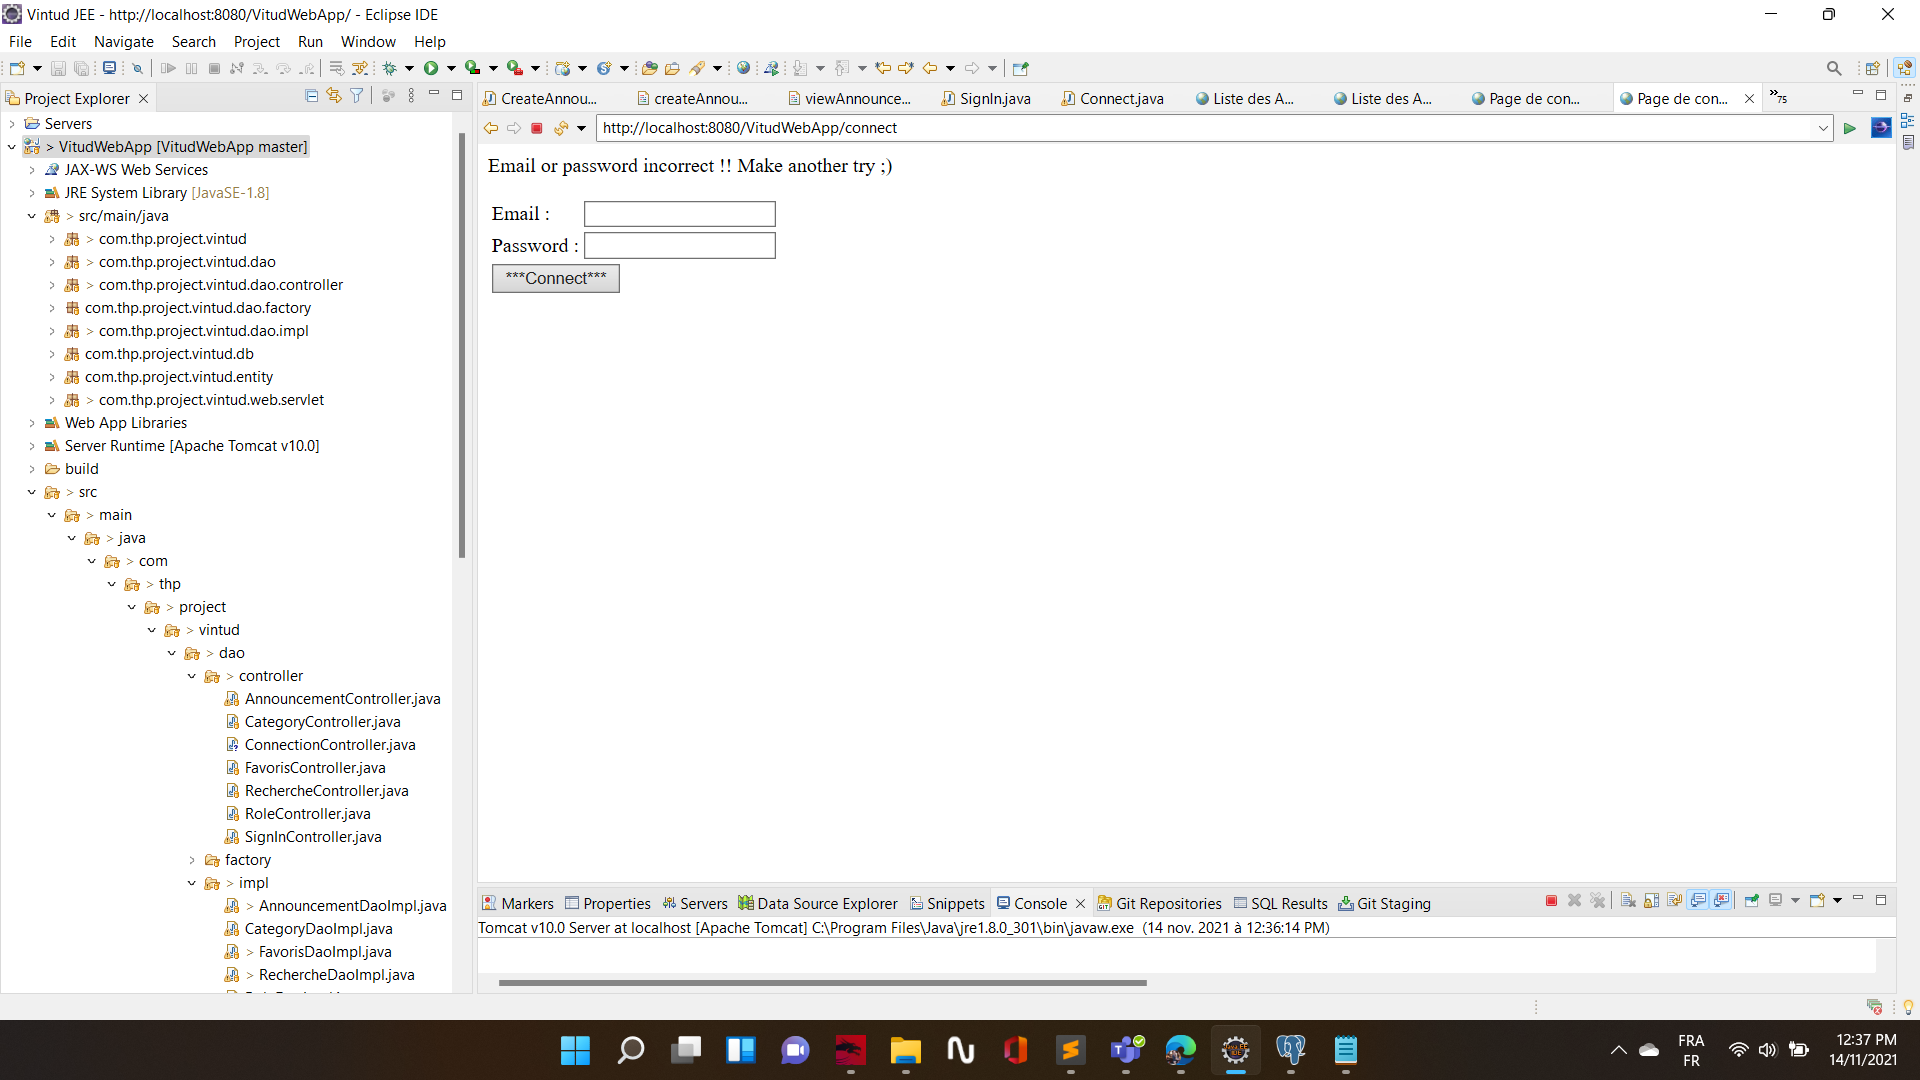 Vintud JEE - http://localhost:8080/VitudWebApp/ - Eclipse IDE
File Edit Navigate Search Project Run Window Help
Project Explorer
Servers
> VitudWebApp [VitudWebApp master]
JAX-WS Web Services
JRE System Library [JavaSE-1.8]
> src/main/java
> com.thp.project.vintud
> com.thp.project.vintud.dao
> com.thp.project.vintud.dao.controller
com.thp.project.vintud.dao.factory
> com.thp.project.vintud.dao.impl
com.thp.project.vintud.db
com.thp.project.vintud.entity
> com.thp.project.vintud.web.servlet
Web App Libraries
Server Runtime [Apache Tomcat v10.0]
build
> src
> main
> java
> com
> thp
> project
> vintud
> dao
> controller
AnnouncementController.java
CategoryController.java
ConnectionController.java
FavorisController.java
RechercheController.java
RoleController.java
SignInController.java
factory
> impl
> AnnouncementDaoImpl.java
CategoryDaoImpl.java
> FavorisDaoImpl.java
> RechercheDaoImpl.java
CreateAnnou... createAnnou... viewAnnounce... SignIn.java Connect.java Liste des A... Liste des A... Page de con... Page de con... »75
http://localhost:8080/VitudWebApp/connect
Email or password incorrect !! Make another try ;)
Email :
Password :
***Connect***
Markers Properties Servers Data Source Explorer Snippets Console Git Repositories SQL Results Git Staging
Tomcat v10.0 Server at localhost [Apache Tomcat] C:\Program Files\Java\jre1.8.0_301\bin\javaw.exe (14 nov. 2021 à 12:36:14 PM)
FRA
FR
12:37 PM
14/11/2021